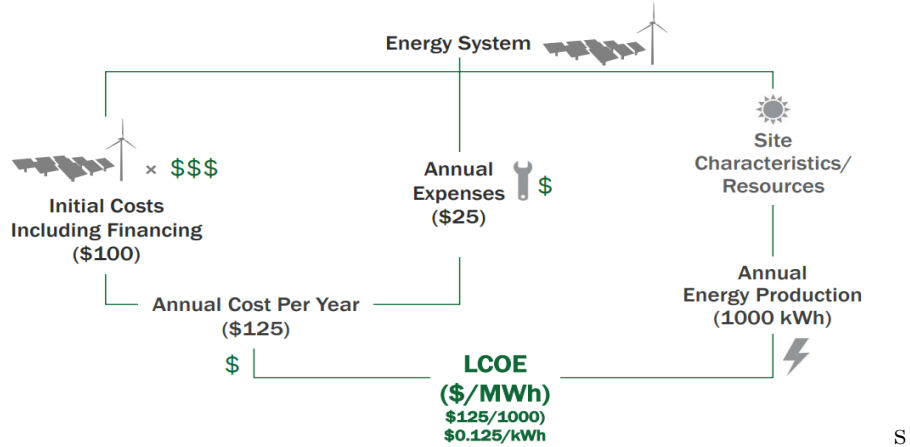 Energy System
× $$$
Initial Costs
Including Financing
($100)
Annual
Expenses
($25)
$
Site
Characteristics/
Resources
Annual Cost Per Year
($125)
$
Annual
Energy Production
(1000 kWh)
LCOE
($/MWh)
$125/1000)
$0.125/kWh
s